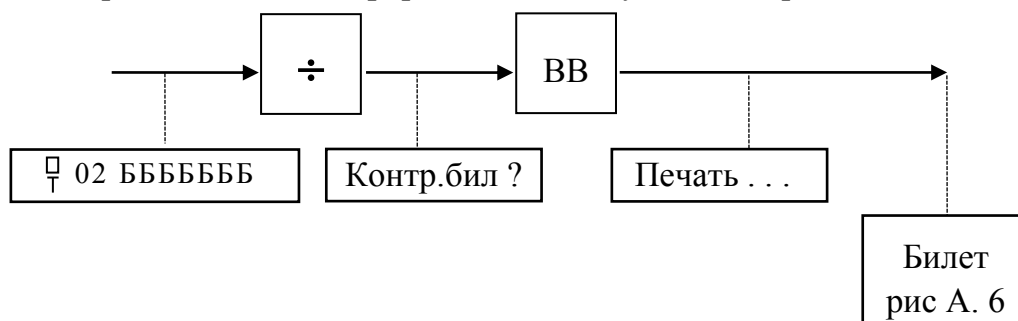 ÷
ВВ
02 БББББББ
Контр.бил ?
Печать . . .
Билет
рис А. 6